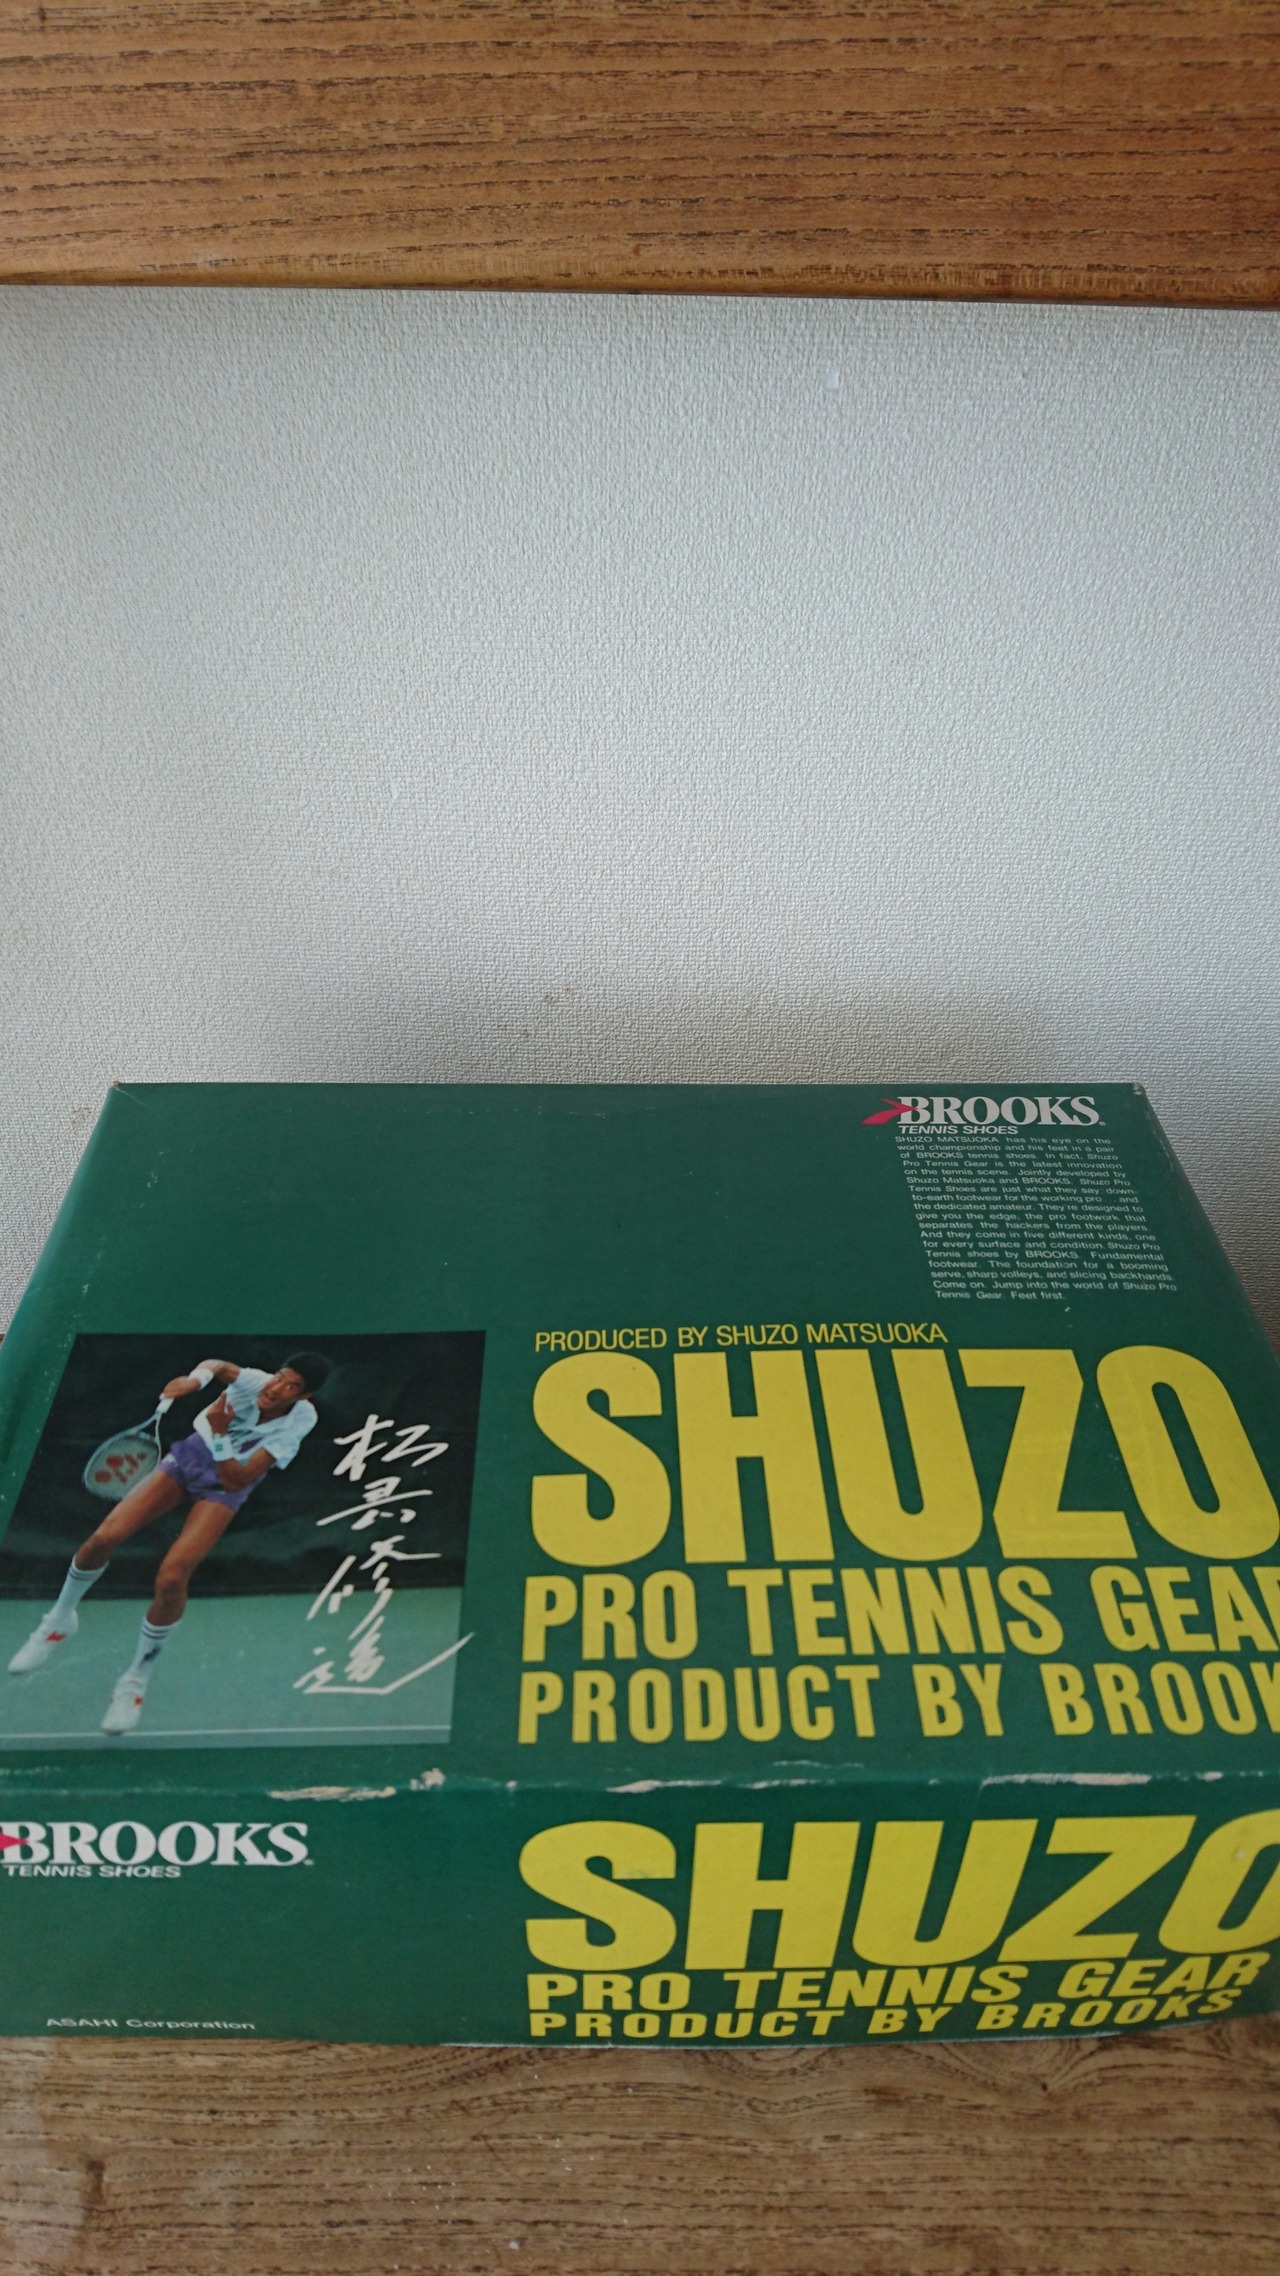 BROOKS®
TENNIS SHOES
SHUZO MATSUOKA has his eye on the
world championship and his feet in a pair
of BROOKS tennis shoes. In fact, Shuzo
Pro Tennis Gear is the latest innovation
on the tennis scene. Jointly developed by
Shuzo Matsuoka and BROOKS. Shuzo Pro
Tennis Shoes are just what they say: down-
to-earth footwear for the working pro... and
the dedicated amateur. They're designed to
give you the edge, the pro footwork that
separates the hackers from the players.
And they come in five different kinds, one
for every surface and condition. Shuzo Pro
Tennis shoes by BROOKS. Fundamental
footwear. The foundation for a booming
serve, sharp volleys, and slicing backhands.
Come on. Jump into the world of Shuzo Pro
Tennis Gear. Feet first.
松岡修造
PRODUCED BY SHUZO MATSUOKA
SHUZO
PRO TENNIS GEAR
PRODUCT BY BROOK
BROOKS®
TENNIS SHOES
ASAHI Corporation
SHUZO
PRO TENNIS GEAR
PRODUCT BY BROOKS